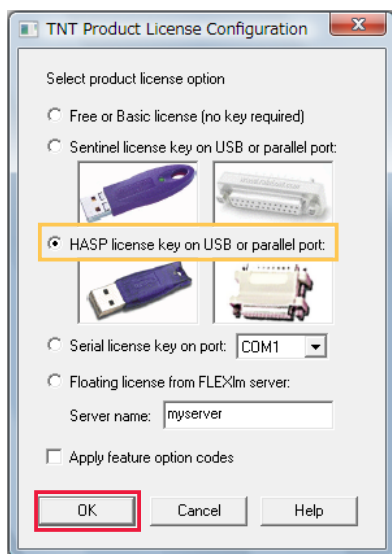 TNT Product License Configuration
Select product license option
Free or Basic license (no key required)
Sentinel license key on USB or parallel port:
HASP license key on USB or parallel port:
Serial license key on port: COM1
Floating license from FLEXlm server:
Server name: myserver
Apply feature option codes
OK Cancel Help